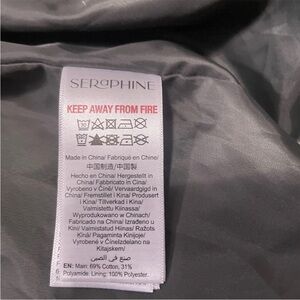 SERAPHINE
KEEP AWAY FROM FIRE
Made in China/ Fabriqué en Chine/
中国制造/中国製
Hecho en China/ Hergestellt in
China/ Fabbricato in Cina/
Vyrobeno v Číně/ Vervaardigd in
China/ Fremstillet i Kina/ Produsert
i Kina/ Tillverkad i Kina/
Valmistettu Kiinassa/
Wyprodukowano w Chinach/
Fabricado na China/ Izrađeno u
Kini/ Valmistatud Hiinas/ Ražots
Ķīnā/ Pagaminta Kinijoje/
Vyrobené v Číne/Izdelano na
Kitajskem/
صنع في الصين
EN: Main: 69% Cotton, 31%
Polyamide. Lining: 100% Polyester.